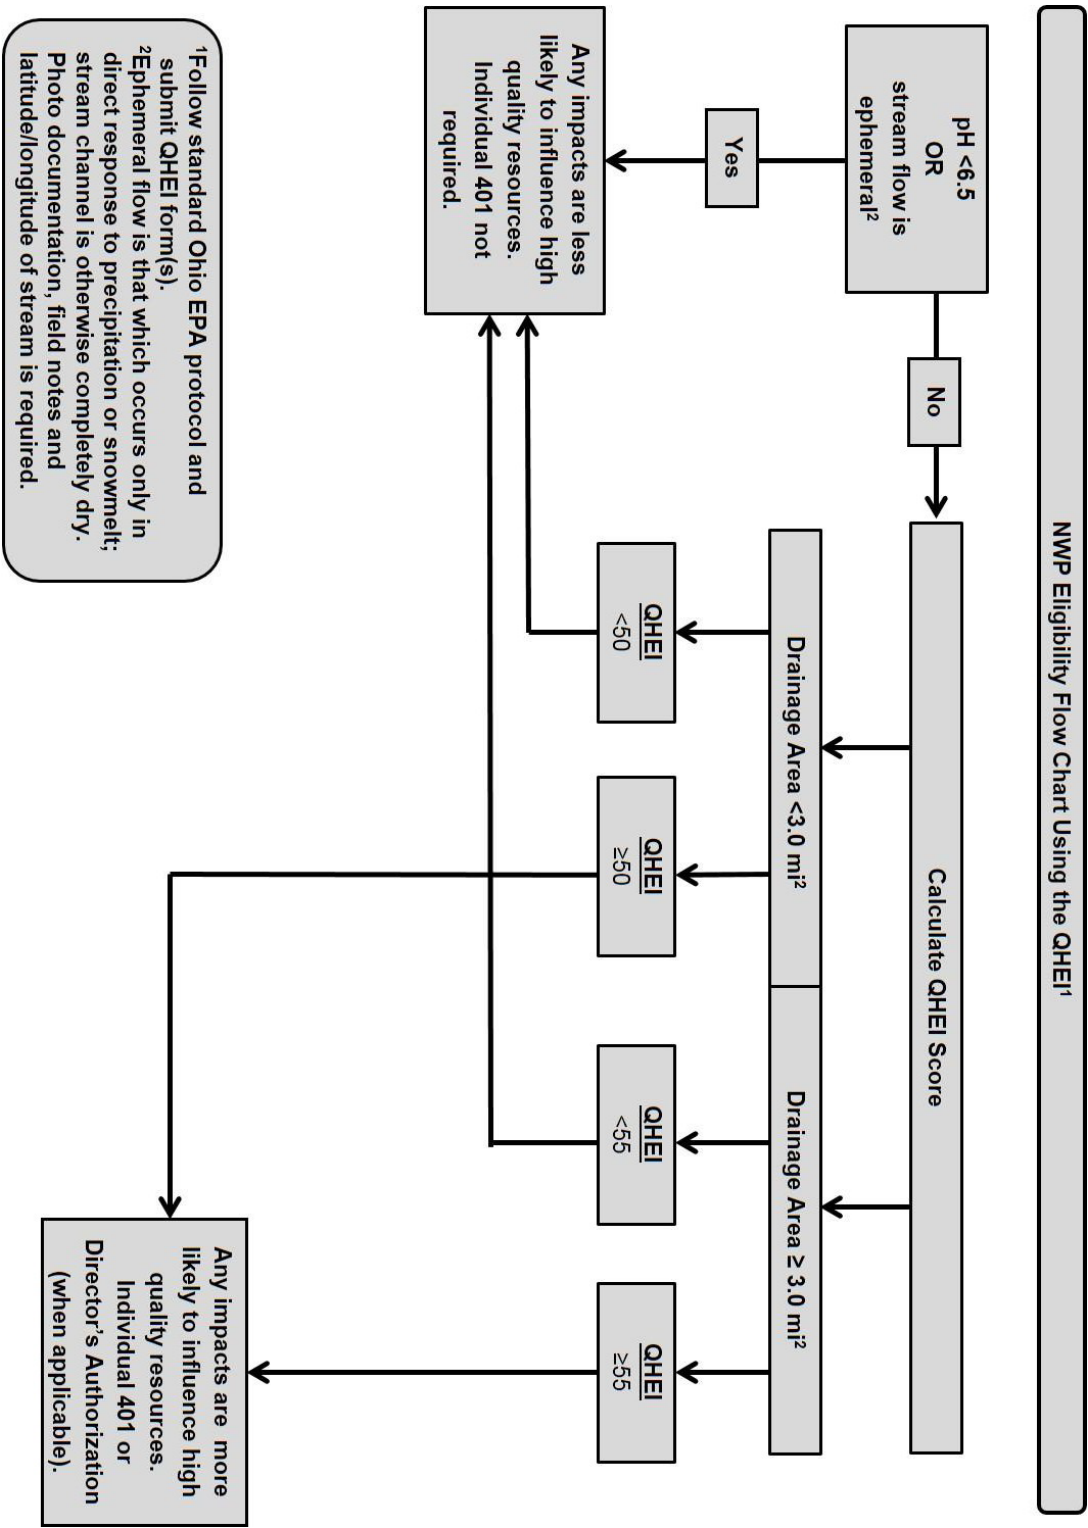 NWP Eligibility Flow Chart Using the QHEI¹
pH <6.5
OR
stream flow is
ephemeral²
No
Calculate QHEI Score
Yes
Drainage Area <3.0 mi²
Drainage Area ≥ 3.0 mi²
QHEI
<50
QHEI
≥50
QHEI
<55
QHEI
≥55
Any impacts are less
likely to influence high
quality resources.
Individual 401 not
required.
Any impacts are more
likely to influence high
quality resources.
Individual 401 or
Director's Authorization
(when applicable).
¹Follow standard Ohio EPA protocol and
submit QHEI form(s).
²Ephemeral flow is that which occurs only in
direct response to precipitation or snowmelt;
stream channel is otherwise completely dry.
Photo documentation, field notes and
latitude/longitude of stream is required.